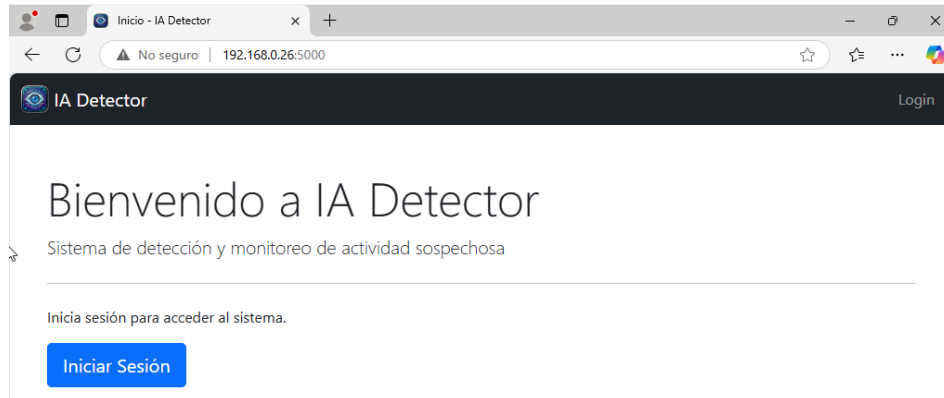 Inicio - IA Detector
No seguro | 192.168.0.26:5000
IA Detector
Login
Bienvenido a IA Detector
Sistema de detección y monitoreo de actividad sospechosa
Inicia sesión para acceder al sistema.
Iniciar Sesión